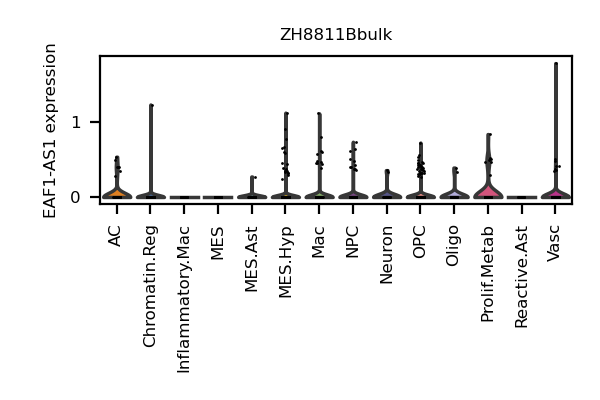 ZH8811Bbulk
EAF1-AS1 expression
1
0
AC
Chromatin.Reg
Inflammatory.Mac
MES
MES.Ast
MES.Hyp
Mac
NPC
Neuron
OPC
Oligo
Prolif.Metab
Reactive.Ast
Vasc